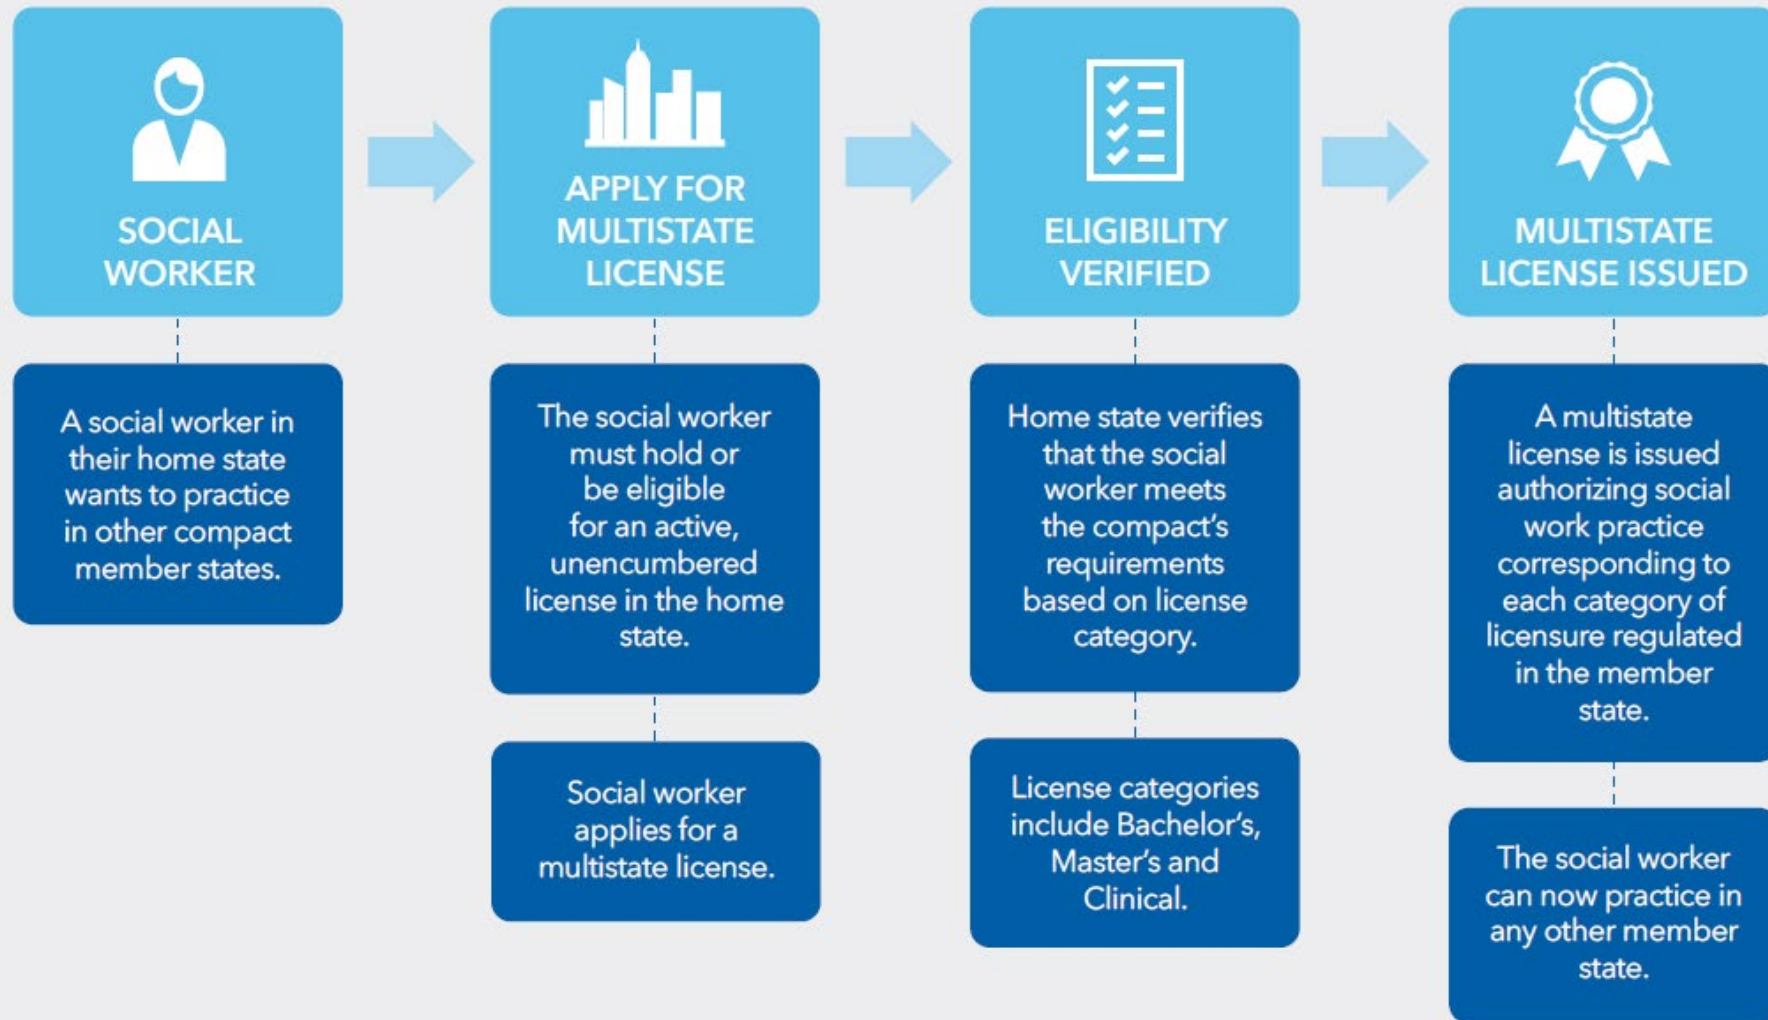 SOCIAL
WORKER
A social worker in
their home state
wants to practice
in other compact
member states.
APPLY FOR
MULTISTATE
LICENSE
The social worker
must hold or
be eligible
for an active,
unencumbered
license in the home
state.
Social worker
applies for a
multistate license.
ELIGIBILITY
VERIFIED
Home state verifies
that the social
worker meets
the compact’s
requirements
based on license
category.
License categories
include Bachelor’s,
Master’s and
Clinical.
MULTISTATE
LICENSE ISSUED
A multistate
license is issued
authorizing social
work practice
corresponding to
each category of
licensure regulated
in the member
state.
The social worker
can now practice in
any other member
state.